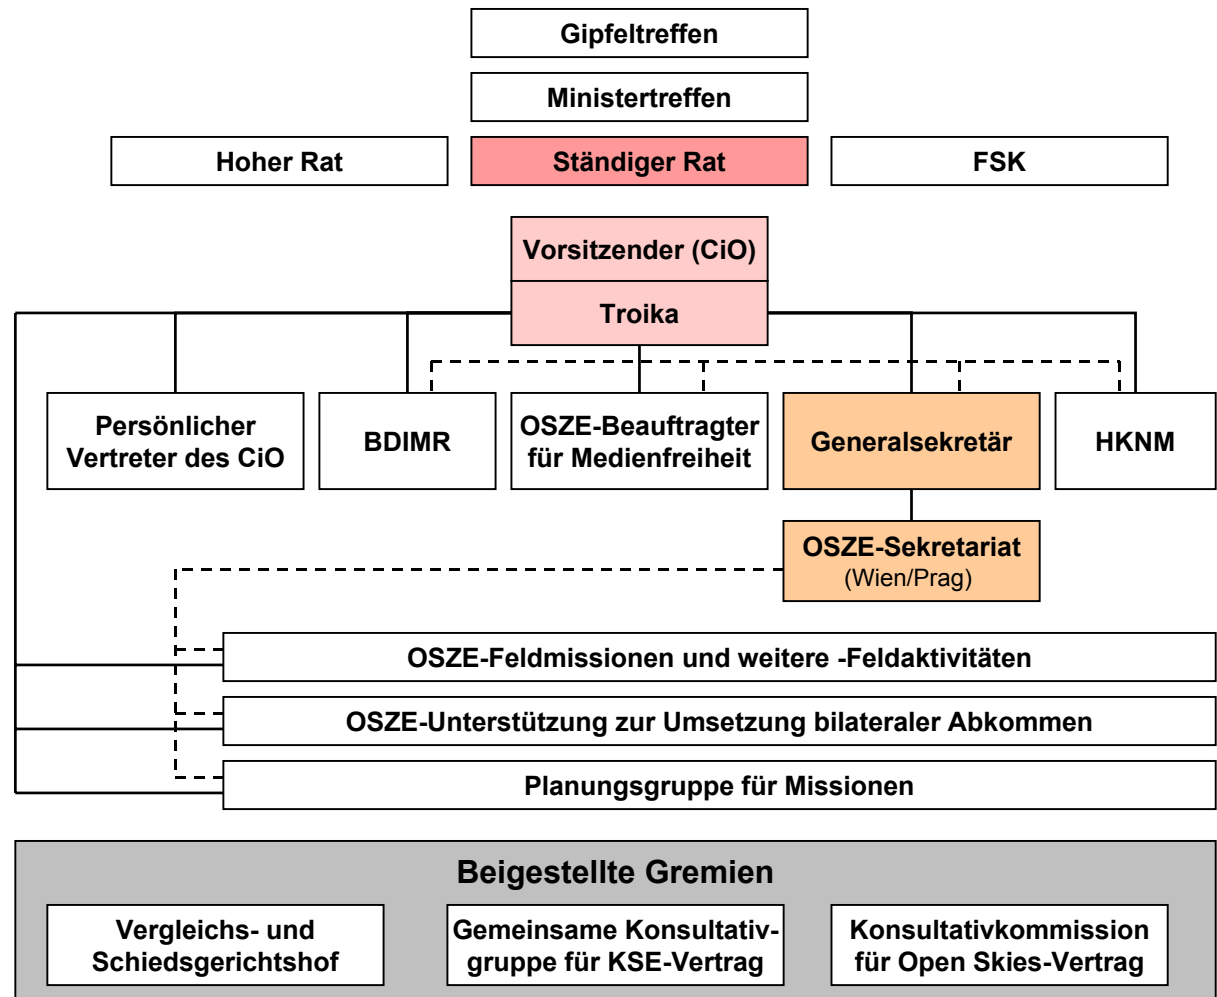 Gipfeltreffen
Ministertreffen
Hoher Rat
Ständiger Rat
FSK
Vorsitzender (CiO)
Troika
Persönlicher
Vertreter des CiO
BDIMR
OSZE-Beauftragter
für Medienfreiheit
Generalsekretär
HKNM
OSZE-Sekretariat
(Wien/Prag)
OSZE-Feldmissionen und weitere -Feldaktivitäten
OSZE-Unterstützung zur Umsetzung bilateraler Abkommen
Planungsgruppe für Missionen
Beigestellte Gremien
Vergleichs- und
Schiedsgerichtshof
Gemeinsame Konsultativ-
gruppe für KSE-Vertrag
Konsultativkommission
für Open Skies-Vertrag